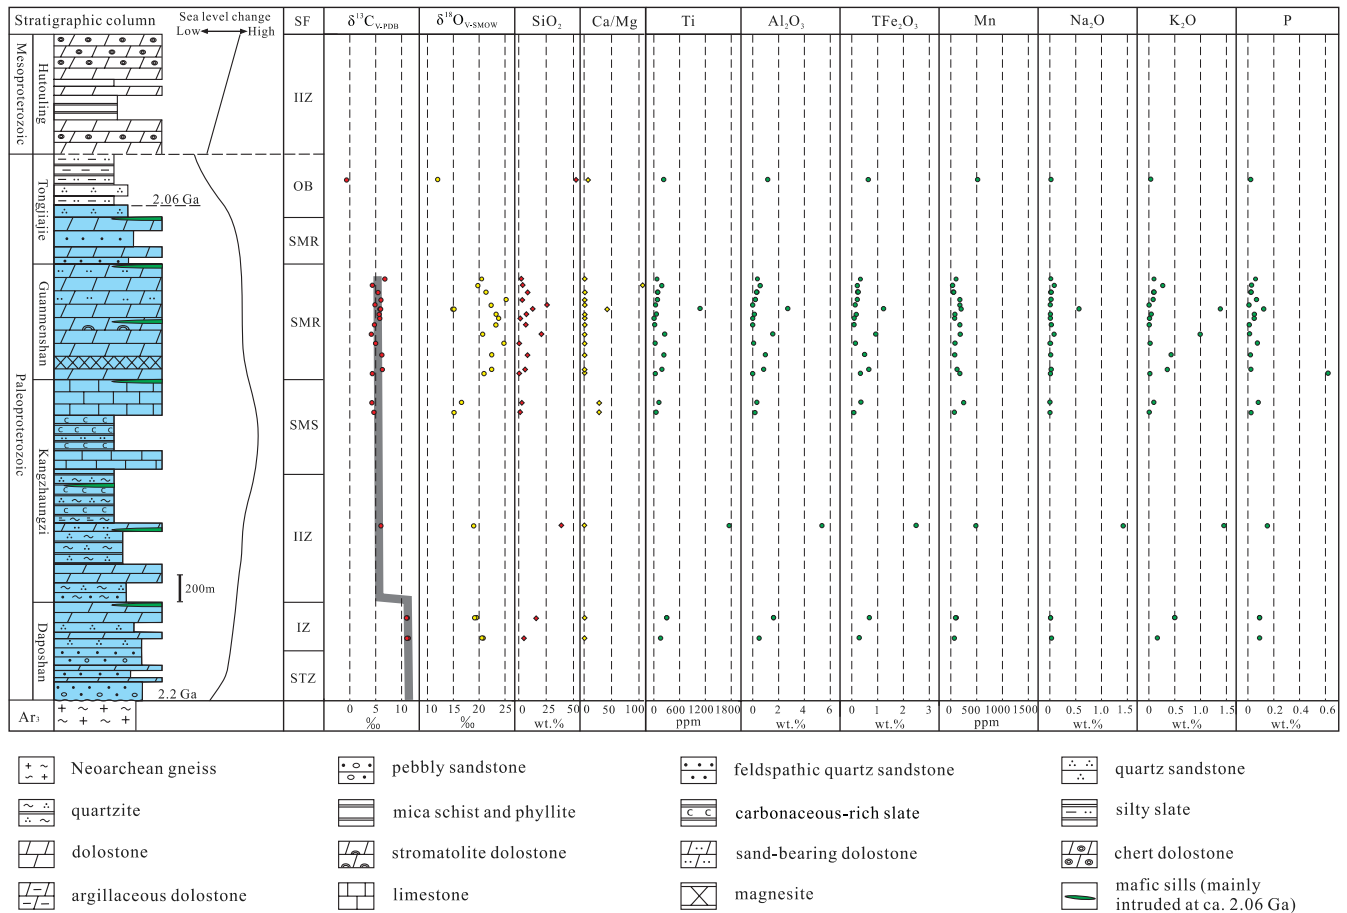 Stratigraphic column
Sea level change
Low
High
SF
δ¹³C V-PDB
δ¹⁸O V-SMOW
SiO₂
Ca/Mg
Ti
Al₂O₃
TFe₂O₃
Mn
Na₂O
K₂O
P
Mesoproterozoic
Hutouling
IIZ
Paleoproterozoic
Tongjiajie
OB
2.06 Ga
SMR
Guanmenshan
SMR
Kangzhaungzi
SMS
IIZ
200m
Daposhan
IZ
STZ
2.2 Ga
Ar₃
0 5 10
‰
10 15 20 25
‰
0 25 50
wt.%
0 50 100
0 600 1200 1800
ppm
0 2 4 6
wt.%
0 1 2 3
wt.%
0 500 1000 1500
ppm
0 0.5 1.0 1.5
wt.%
0 0.5 1.0 1.5
wt.%
0 0.2 0.4 0.6
wt.%
Neoarchean gneiss
pebbly sandstone
feldspathic quartz sandstone
quartz sandstone
quartzite
mica schist and phyllite
carbonaceous-rich slate
silty slate
dolostone
stromatolite dolostone
sand-bearing dolostone
chert dolostone
argillaceous dolostone
limestone
magnesite
mafic sills (mainly
intruded at ca. 2.06 Ga)